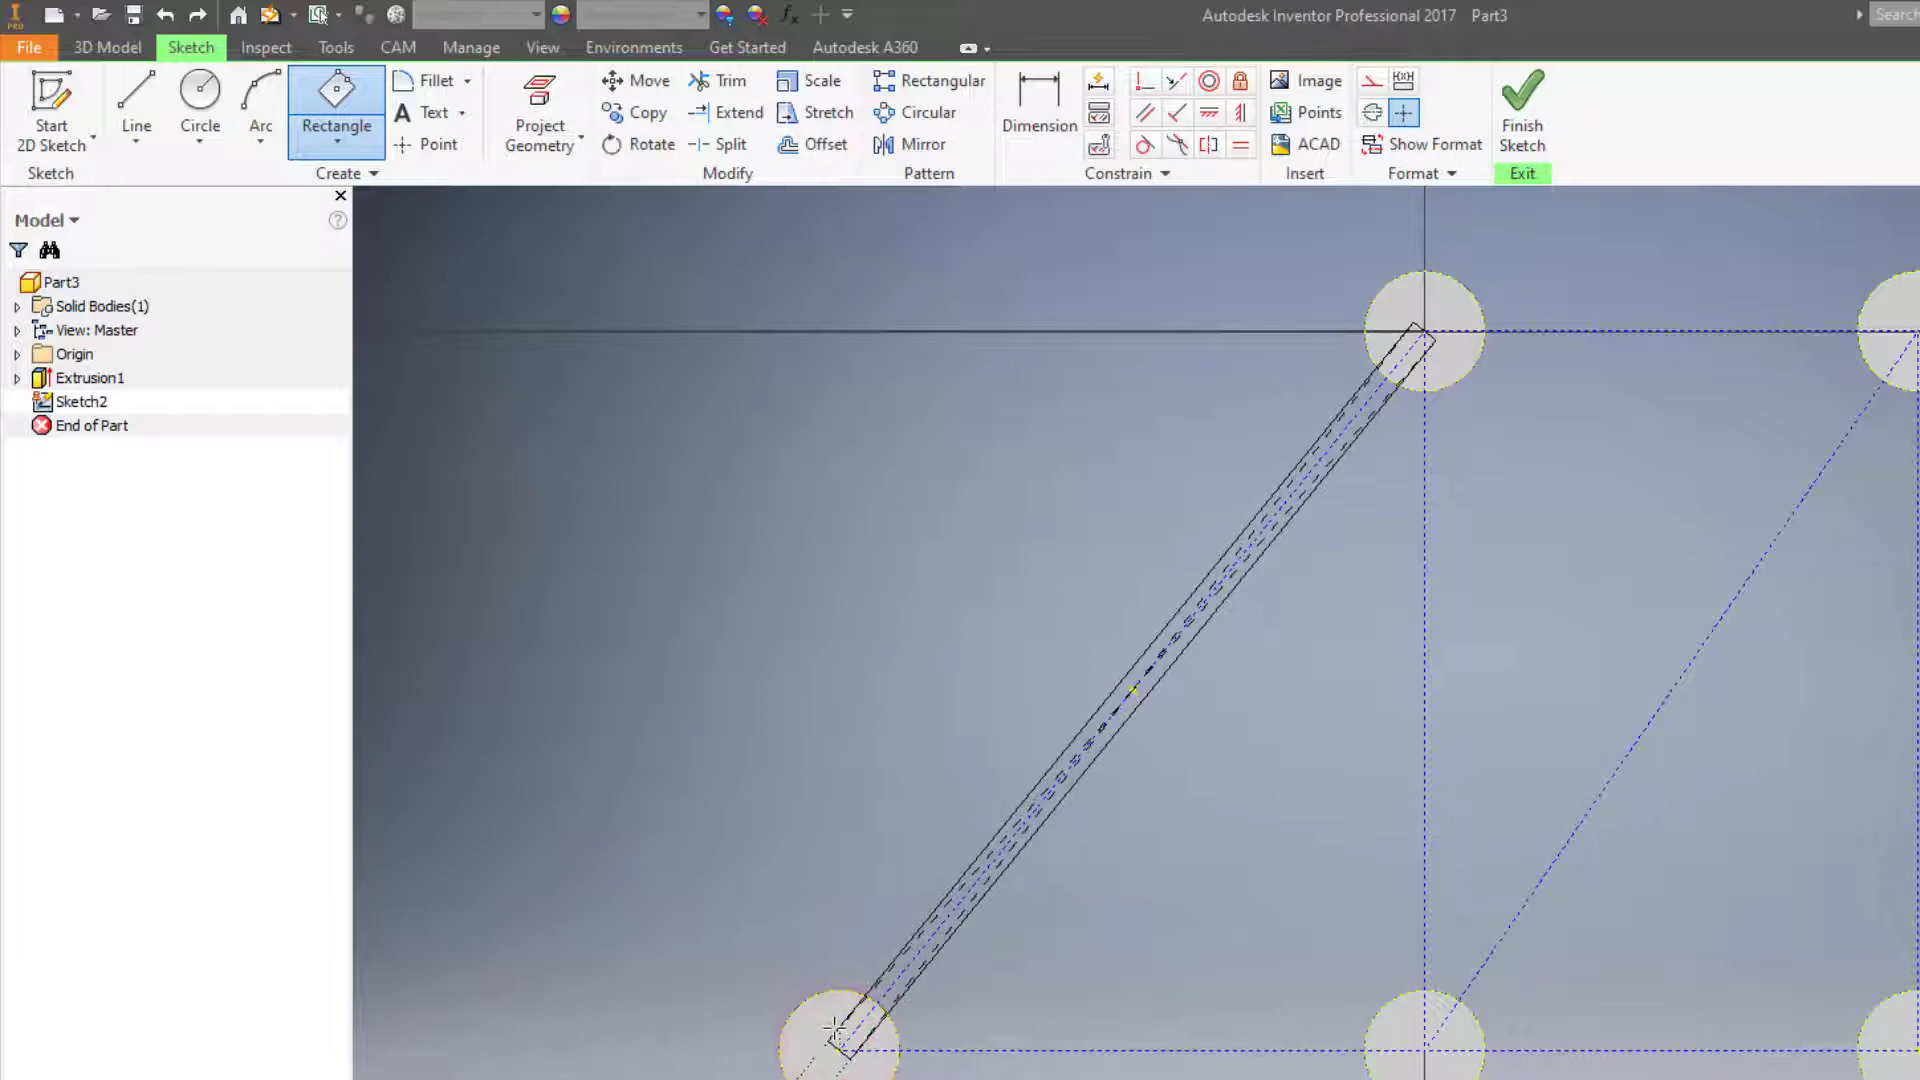 PRO
Autodesk Inventor Professional 2017 Part3
Search
File 3D Model Sketch Inspect Tools CAM Manage View Environments Get Started Autodesk A360
Start
2D Sketch
Line
Circle
Arc
Rectangle
Fillet
Text
Point
Project
Geometry
Move
Copy
Rotate
Trim
Extend
Split
Scale
Stretch
Offset
Rectangular
Circular
Mirror
Dimension
Image
Points
ACAD
Show Format
Finish
Sketch
Sketch Create Modify Pattern Constrain Insert Format Exit
Model
Part3
Solid Bodies(1)
View: Master
Origin
Extrusion1
Sketch2
End of Part